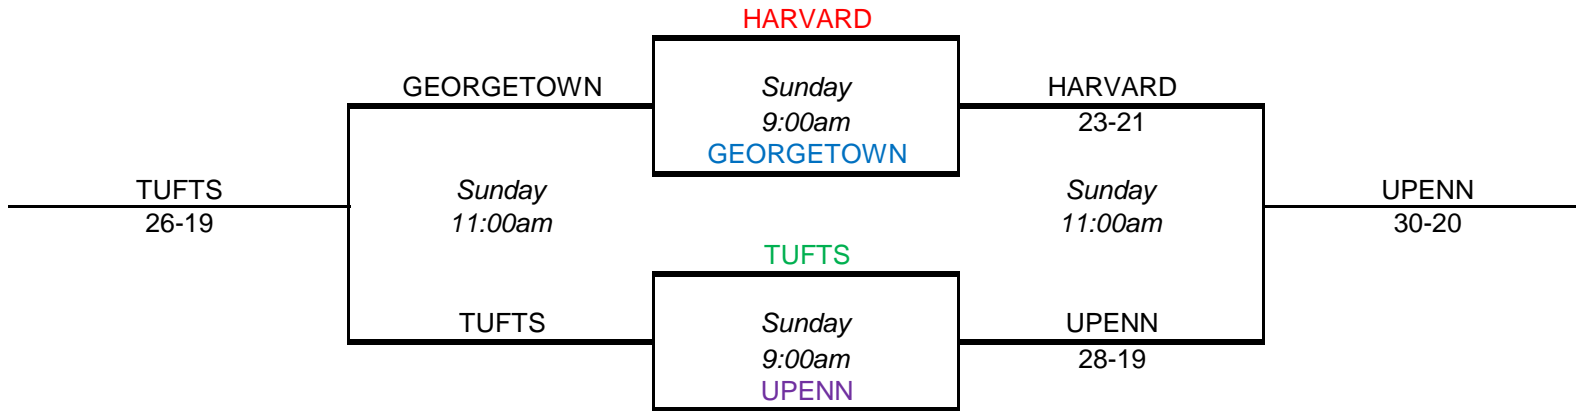 HARVARD
GEORGETOWN
Sunday
HARVARD
9:00am
23-21
GEORGETOWN
TUFTS
Sunday
Sunday
UPENN
26-19
11:00am
11:00am
30-20
TUFTS
TUFTS
Sunday
UPENN
9:00am
28-19
UPENN